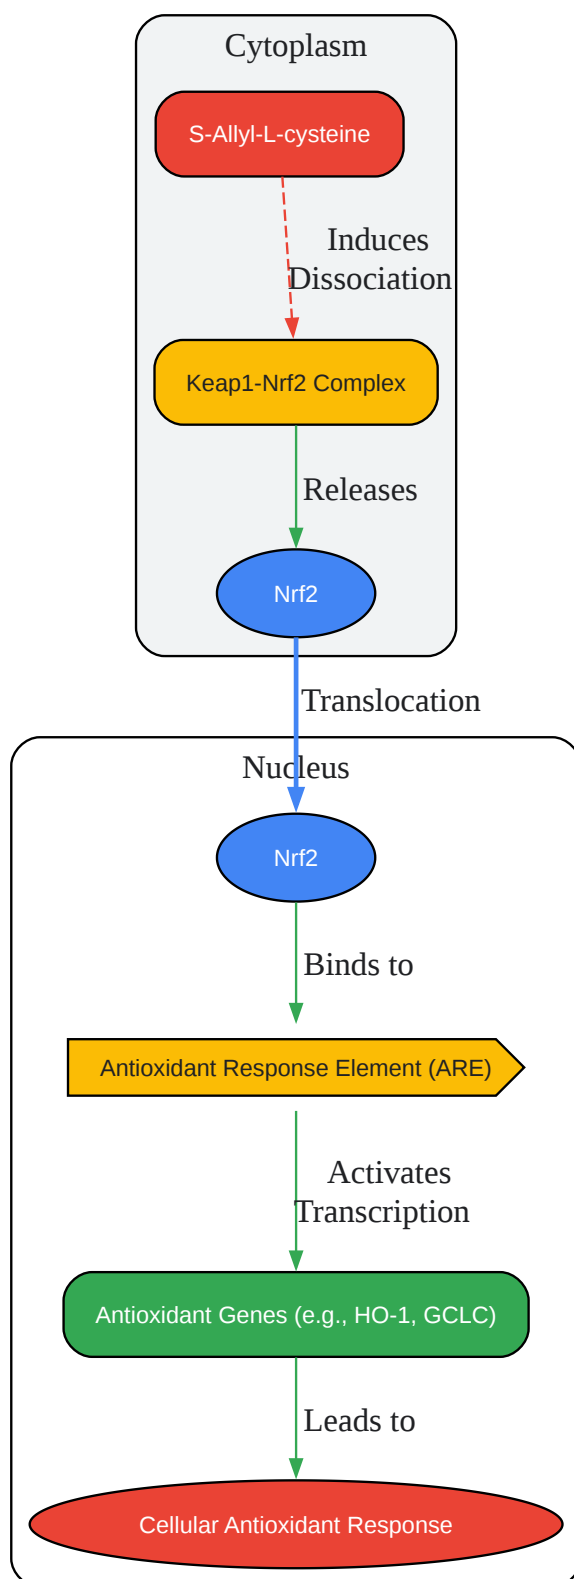 Cytoplasm
S-Allyl-L-cysteine
Induces
Dissociation
Keap1-Nrf2 Complex
Releases
Nrf2
Translocation
Nucleus
Nrf2
Binds to
Antioxidant Response Element (ARE)
Activates
Transcription
Antioxidant Genes (e.g., HO-1, GCLC)
Leads to
Cellular Antioxidant Response